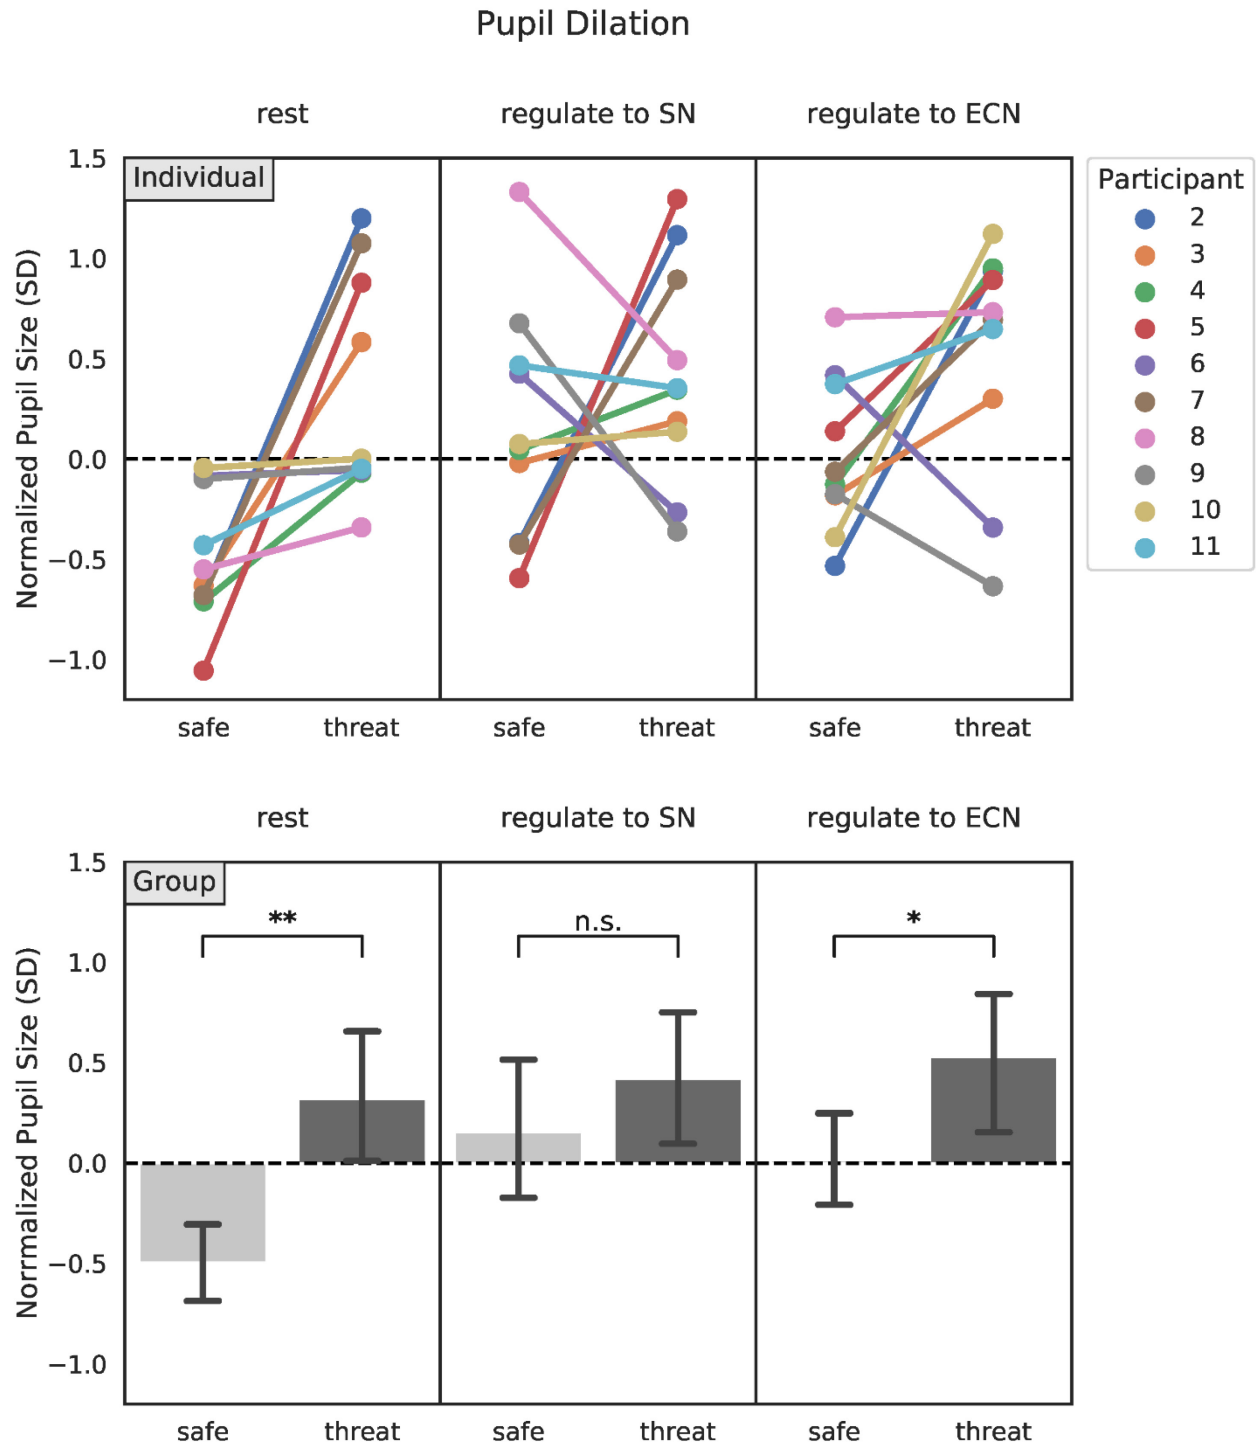 Pupil Dilation
rest regulate to SN regulate to ECN
Individual
Normalized Pupil Size (SD)
1.5
1.0
0.5
0.0
−0.5
−1.0
safe threat safe threat safe threat
Participant
2
3
4
5
6
7
8
9
10
11
rest regulate to SN regulate to ECN
Group
Norrmalized Pupil Size (SD)
1.5
1.0
0.5
0.0
−0.5
−1.0
** n.s. *
safe threat safe threat safe threat